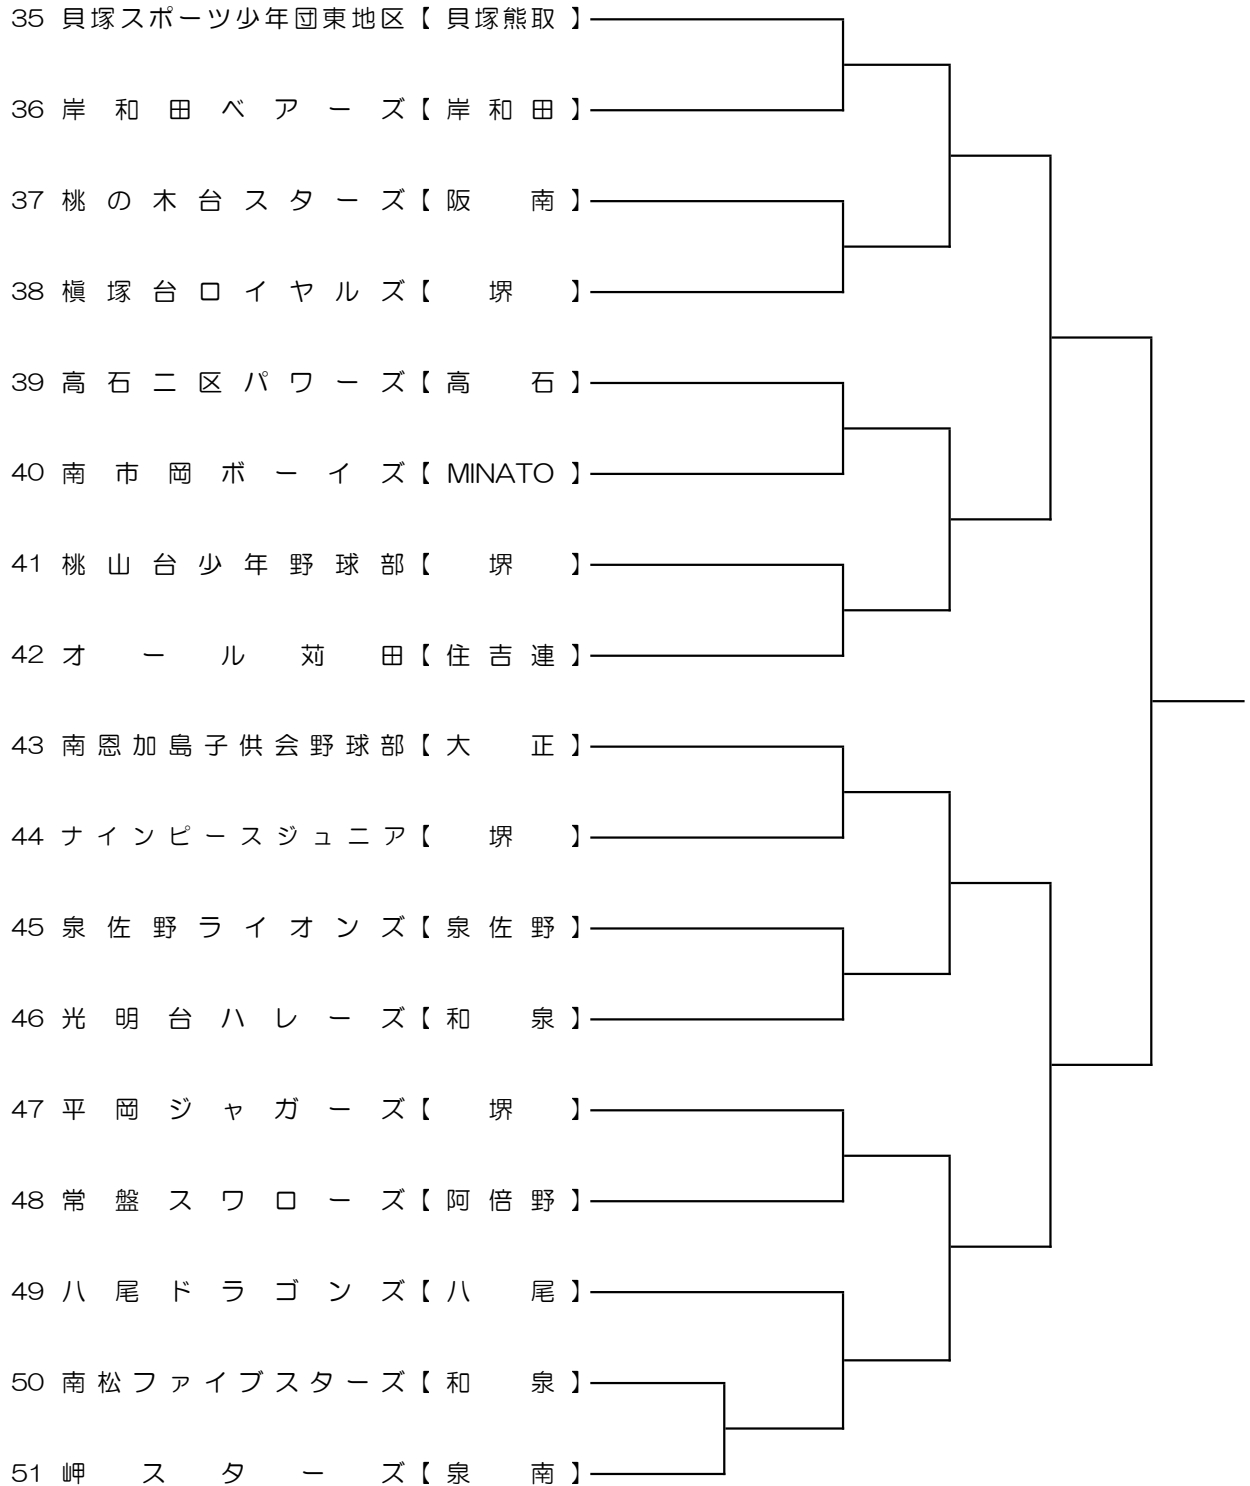 35 貝塚スポーツ少年団東地区【貝塚熊取】
36 岸和田ベアーズ【岸和田】
37 桃の木台スターズ【阪南】
38 槇塚台ロイヤルズ【堺】
39 高石二区パワーズ【高石】
40 南市岡ボーイズ【MINATO】
41 桃山台少年野球部【堺】
42 オール苅田【住吉連】
43 南恩加島子供会野球部【大正】
44 ナインピースジュニア【堺】
45 泉佐野ライオンズ【泉佐野】
46 光明台ハレーズ【和泉】
47 平岡ジャガーズ【堺】
48 常盤スワローズ【阿倍野】
49 八尾ドラゴンズ【八尾】
50 南松ファイブスターズ【和泉】
51 岬スターズ【泉南】